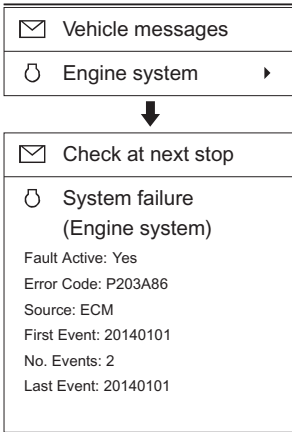 Vehicle messages
Engine system
Check at next stop
System failure
(Engine system)
Fault Active: Yes
Error Code: P203A86
Source: ECM
First Event: 20140101
No. Events: 2
Last Event: 20140101